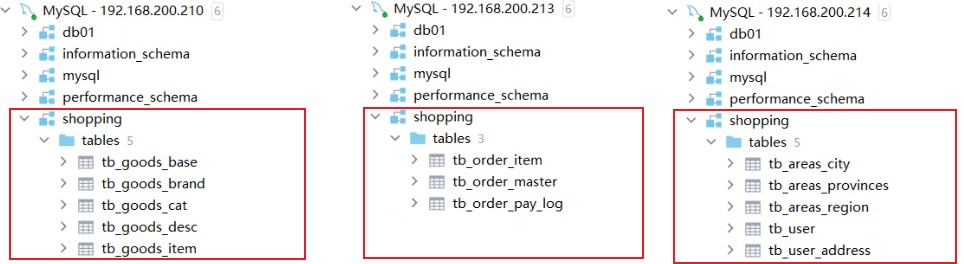 MySQL - 192.168.200.210 6
db01
information_schema
mysql
performance_schema
shopping
tables 5
tb_goods_base
tb_goods_brand
tb_goods_cat
tb_goods_desc
tb_goods_item
MySQL - 192.168.200.213 6
db01
information_schema
mysql
performance_schema
shopping
tables 3
tb_order_item
tb_order_master
tb_order_pay_log
MySQL - 192.168.200.214 6
db01
information_schema
mysql
performance_schema
shopping
tables 5
tb_areas_city
tb_areas_provinces
tb_areas_region
tb_user
tb_user_address